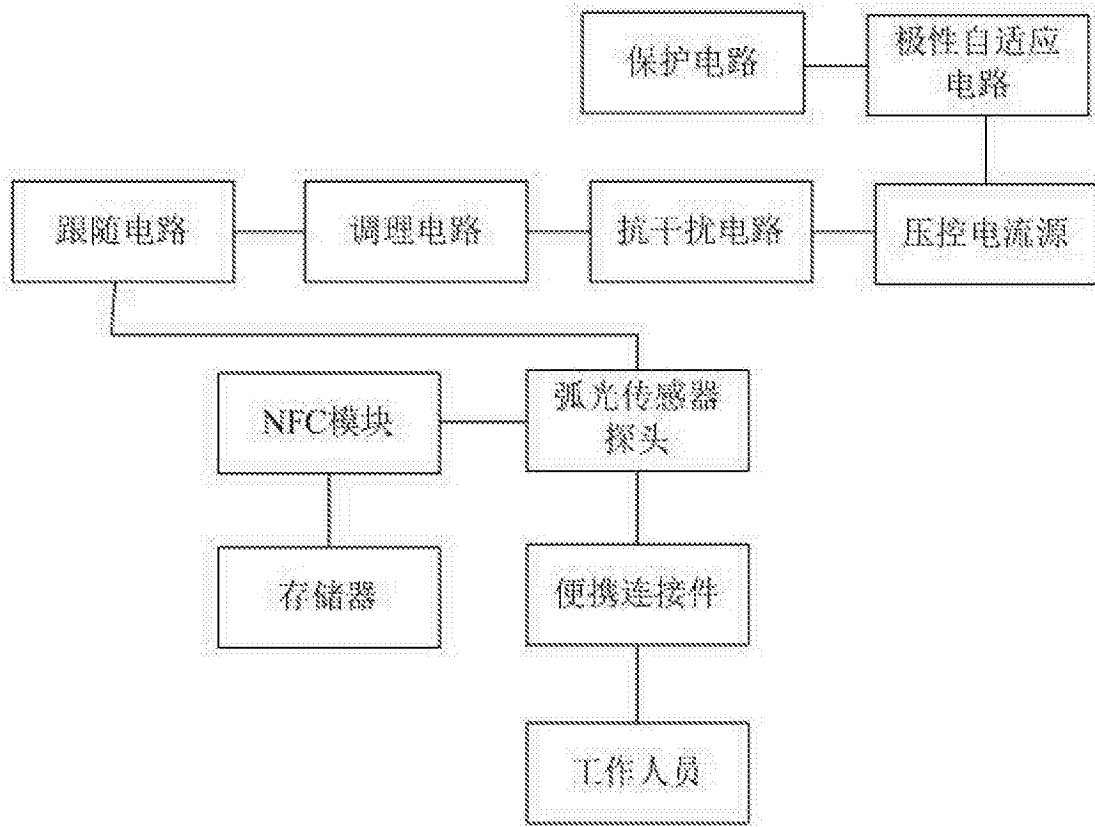 保护电路
极性自适应
电路
跟随电路
调理电路
抗干扰电路
压控电流源
NFC模块
弧光传感器
探头
存储器
便携连接件
工作人员